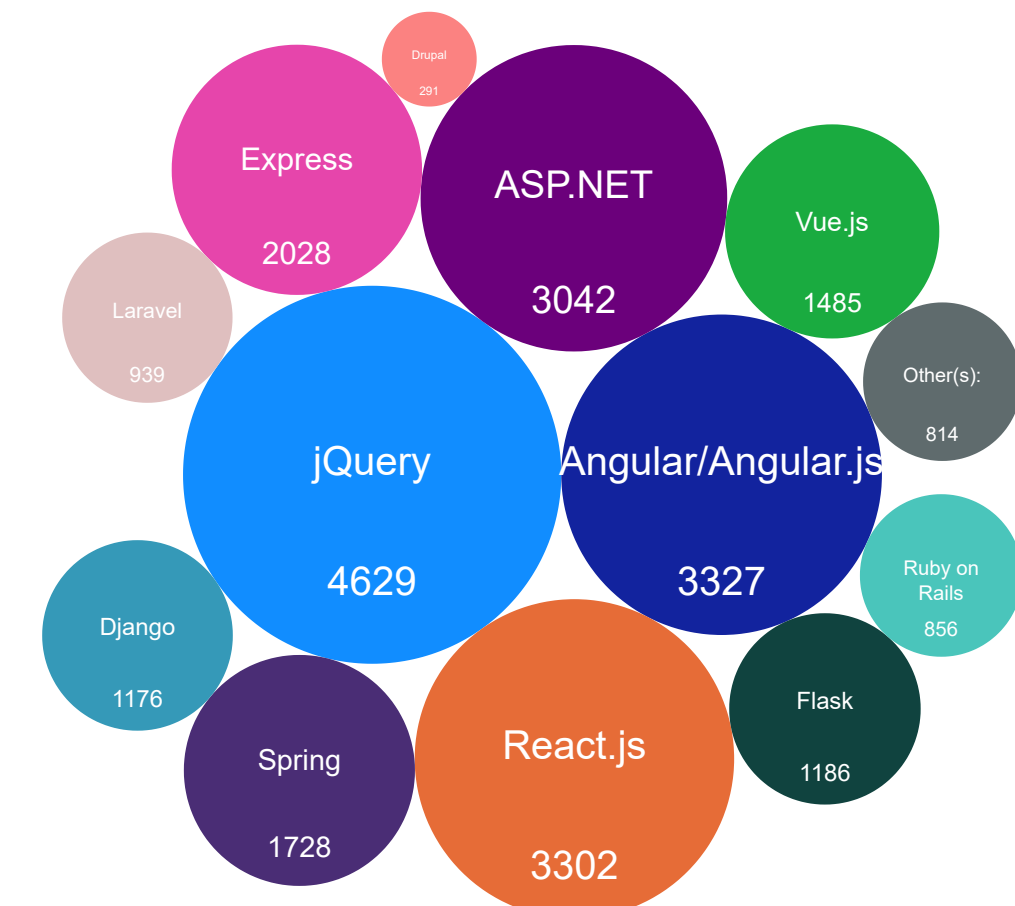 Drupal
291
Express
2028
ASP.NET
3042
Vue.js
1485
Laravel
939
Other(s):
814
jQuery
4629
Angular/Angular.js
3327
Ruby on
Rails
856
Django
1176
Flask
1186
Spring
1728
React.js
3302